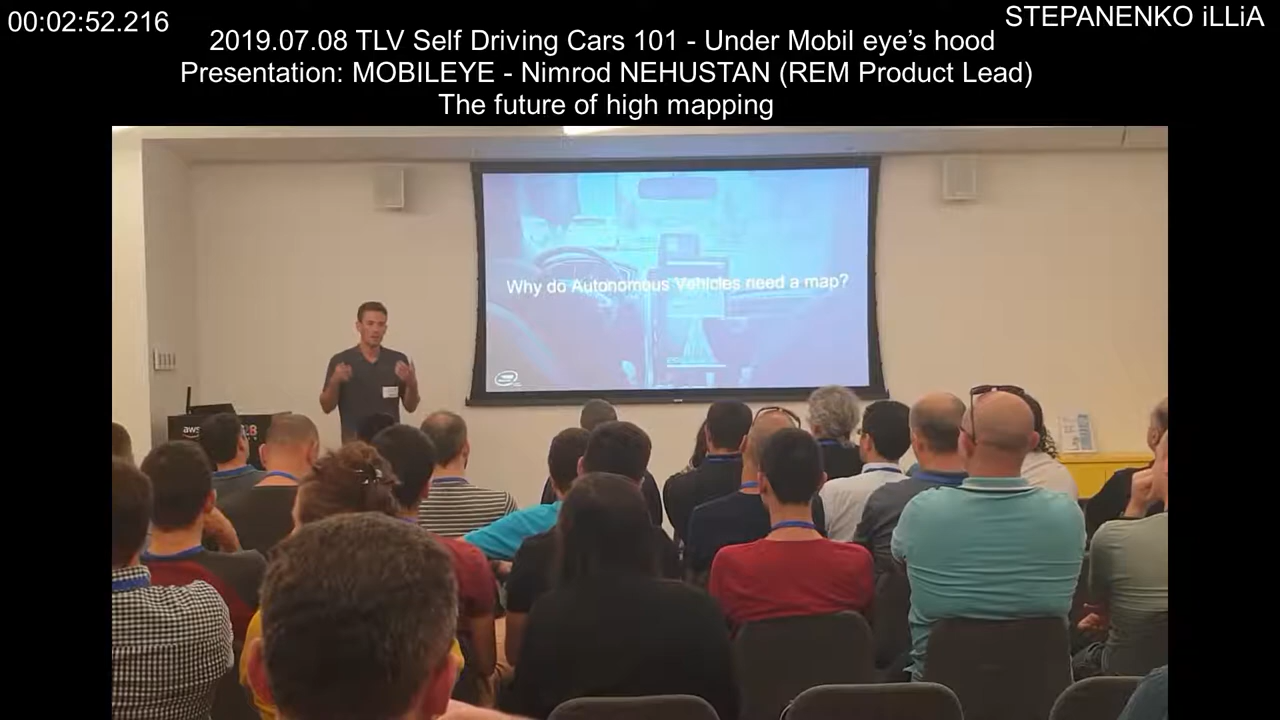 00:02:52.216
STEPANENKO iLLiA
2019.07.08 TLV Self Driving Cars 101 - Under Mobil eye’s hood
Presentation: MOBILEYE - Nimrod NEHUSTAN (REM Product Lead)
The future of high mapping
Why do Autonomous Vehicles need a map?
aws